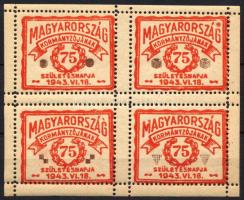 MAGYARORSZÁG MAGYARORSZÁG
KORMÁNYZÓJÁNAK KORMÁNYZÓJÁNAK
75 75
SZÜLETÉSNAPJA SZÜLETÉSNAPJA
1943.VI.18. 1943.VI.18.
MAGYARORSZÁG MAGYARORSZÁG
KORMÁNYZÓJÁNAK KORMÁNYZÓJÁNAK
75 75
SZÜLETÉSNAPJA SZÜLETÉSNAPJA
1943.VI.18. 1943.VI.18.